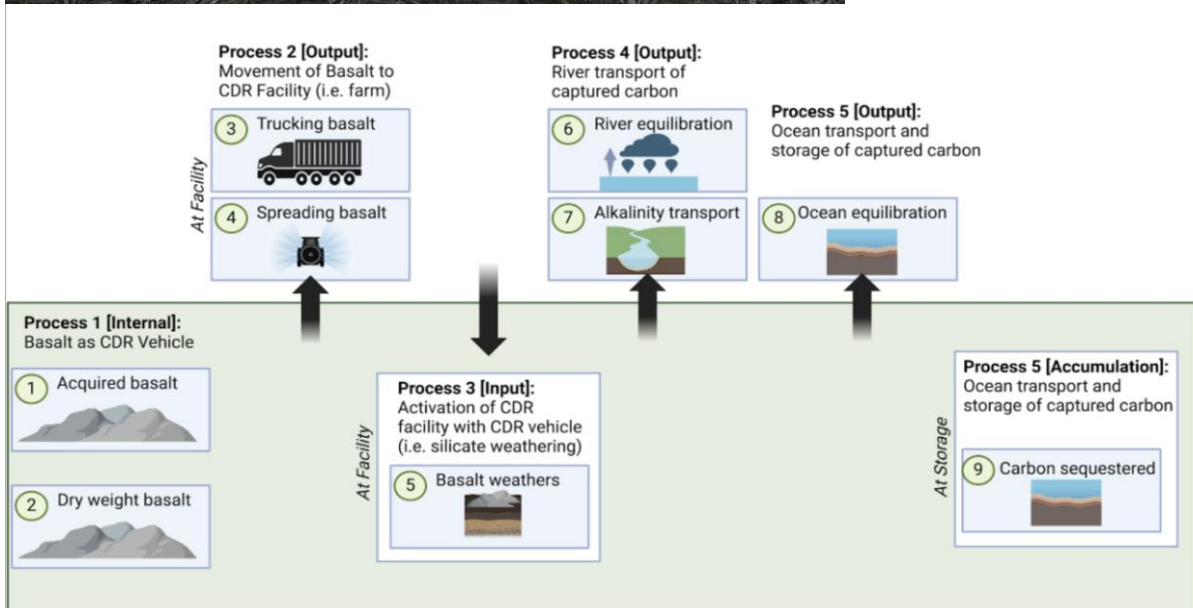 Process 2 [Output]:
Movement of Basalt to
CDR Facility (i.e. farm)
At Facility
3 Trucking basalt
4 Spreading basalt
Process 4 [Output]:
River transport of
captured carbon
6 River equilibration
7 Alkalinity transport
Process 5 [Output]:
Ocean transport and
storage of captured carbon
8 Ocean equilibration
Process 1 [Internal]:
Basalt as CDR Vehicle
1 Acquired basalt
2 Dry weight basalt
At Facility
Process 3 [Input]:
Activation of CDR
facility with CDR vehicle
(i.e. silicate weathering)
5 Basalt weathers
At Storage
Process 5 [Accumulation]:
Ocean transport and
storage of captured carbon
9 Carbon sequestered